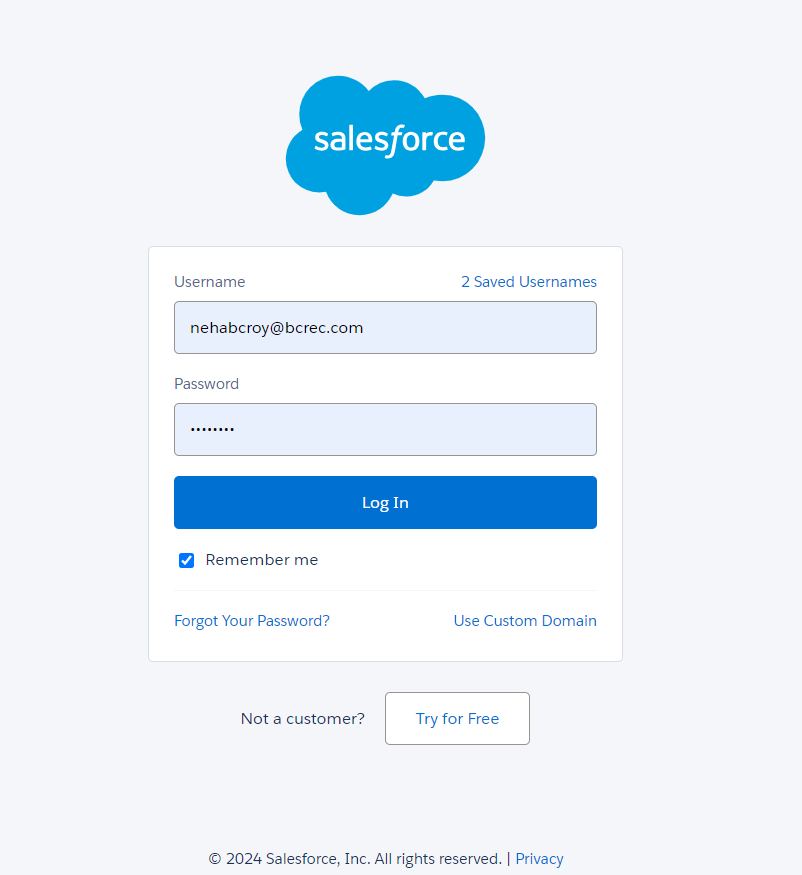 salesforce
Username 2 Saved Usernames
nehabcroy@bcrec.com
Password
••••••••
Log In
Remember me
Forgot Your Password? Use Custom Domain
Not a customer? Try for Free
© 2024 Salesforce, Inc. All rights reserved. | Privacy